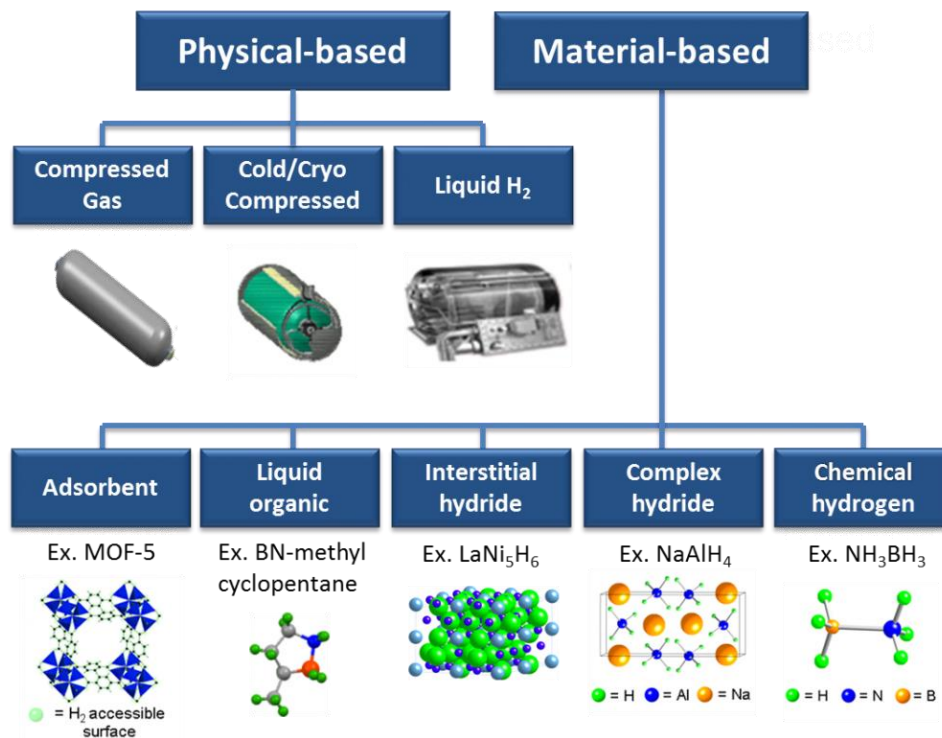 Physical-based
Material-based
Compressed
Gas
Cold/Cryo
Compressed
Liquid H₂
Adsorbent
Liquid
organic
Interstitial
hydride
Complex
hydride
Chemical
hydrogen
Ex. MOF-5
Ex. BN-methyl
cyclopentane
Ex. LaNi₅H₆
Ex. NaAlH₄
Ex. NH₃BH₃
= H₂ accessible
surface
= H = Al = Na
= H = N = B